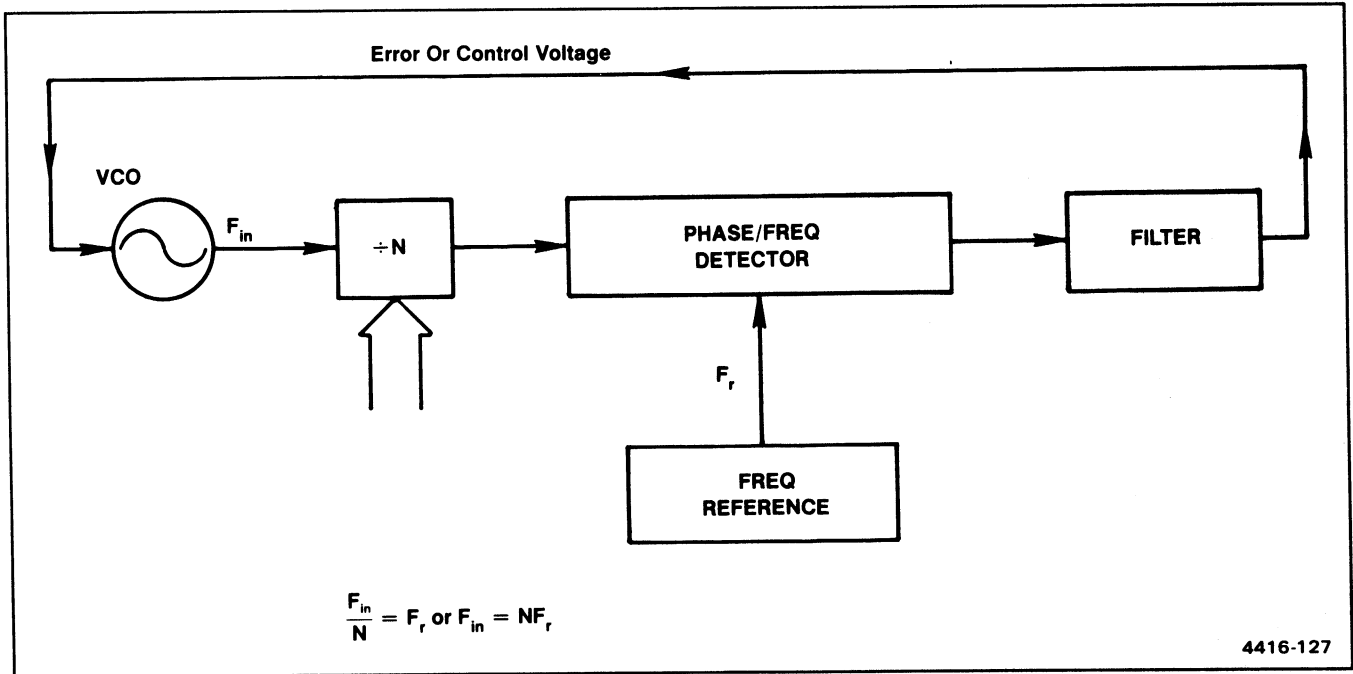 Error Or Control Voltage
VCO
F_in
÷N
PHASE/FREQ
DETECTOR
FILTER
F_r
FREQ
REFERENCE
F_in/N = F_r or F_in = NF_r
4416-127